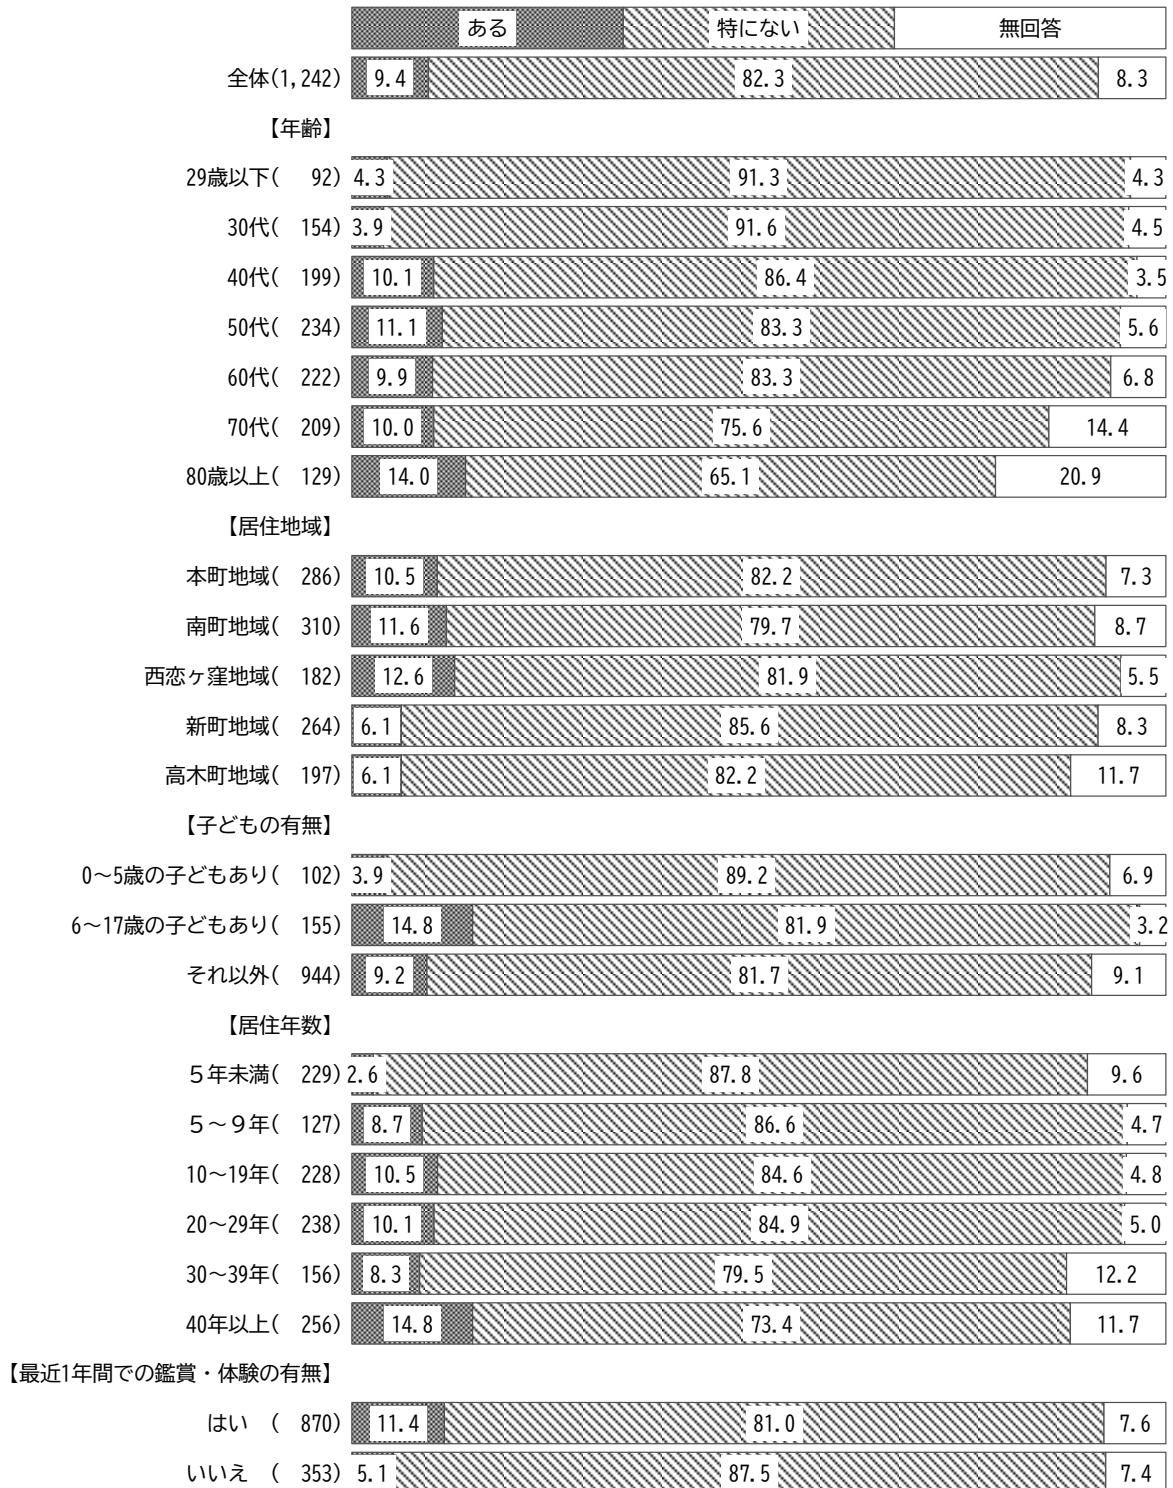 ある 特にない 無回答
全体(1,242) 9.4 82.3 8.3
【年齢】
29歳以下( 92) 4.3 91.3 4.3
30代( 154) 3.9 91.6 4.5
40代( 199) 10.1 86.4 3.5
50代( 234) 11.1 83.3 5.6
60代( 222) 9.9 83.3 6.8
70代( 209) 10.0 75.6 14.4
80歳以上( 129) 14.0 65.1 20.9
【居住地域】
本町地域( 286) 10.5 82.2 7.3
南町地域( 310) 11.6 79.7 8.7
西恋ヶ窪地域( 182) 12.6 81.9 5.5
新町地域( 264) 6.1 85.6 8.3
高木町地域( 197) 6.1 82.2 11.7
【子どもの有無】
0～5歳の子どもあり( 102) 3.9 89.2 6.9
6～17歳の子どもあり( 155) 14.8 81.9 3.2
それ以外( 944) 9.2 81.7 9.1
【居住年数】
５年未満( 229) 2.6 87.8 9.6
５～９年( 127) 8.7 86.6 4.7
10～19年( 228) 10.5 84.6 4.8
20～29年( 238) 10.1 84.9 5.0
30～39年( 156) 8.3 79.5 12.2
40年以上( 256) 14.8 73.4 11.7
【最近1年間での鑑賞・体験の有無】
はい ( 870) 11.4 81.0 7.6
いいえ ( 353) 5.1 87.5 7.4